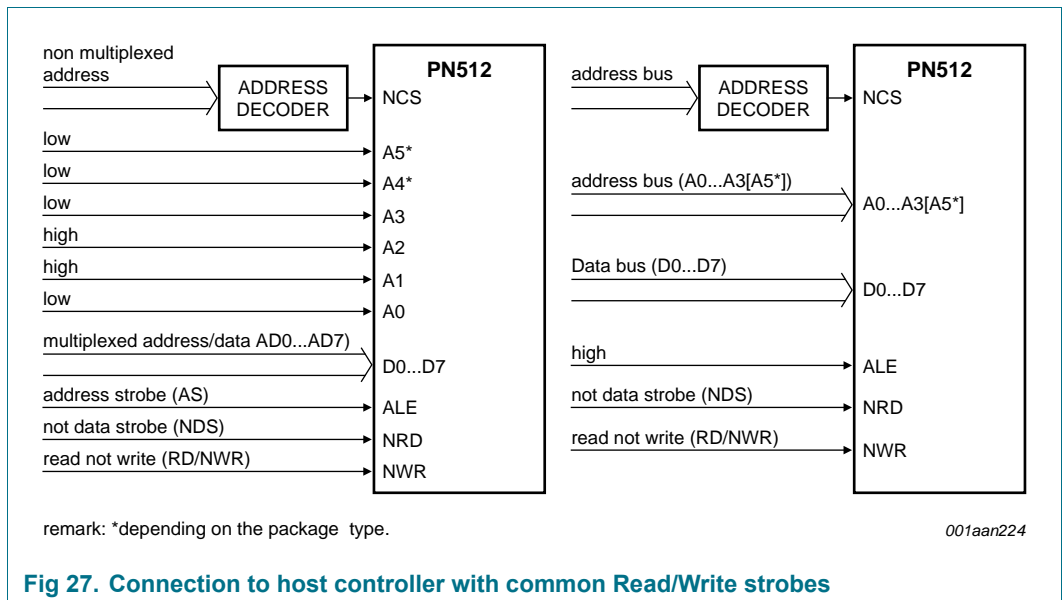 non multiplexed
address
ADDRESS
DECODER
PN512
NCS
low
A5*
low
A4*
low
A3
high
A2
high
A1
low
A0
multiplexed address/data AD0...AD7)
D0...D7
address strobe (AS)
ALE
not data strobe (NDS)
NRD
read not write (RD/NWR)
NWR
address bus
ADDRESS
DECODER
PN512
NCS
address bus (A0...A3[A5*])
A0...A3[A5*]
Data bus (D0...D7)
D0...D7
high
ALE
not data strobe (NDS)
NRD
read not write (RD/NWR)
NWR
remark: *depending on the package type.
001aan224
Fig 27. Connection to host controller with common Read/Write strobes